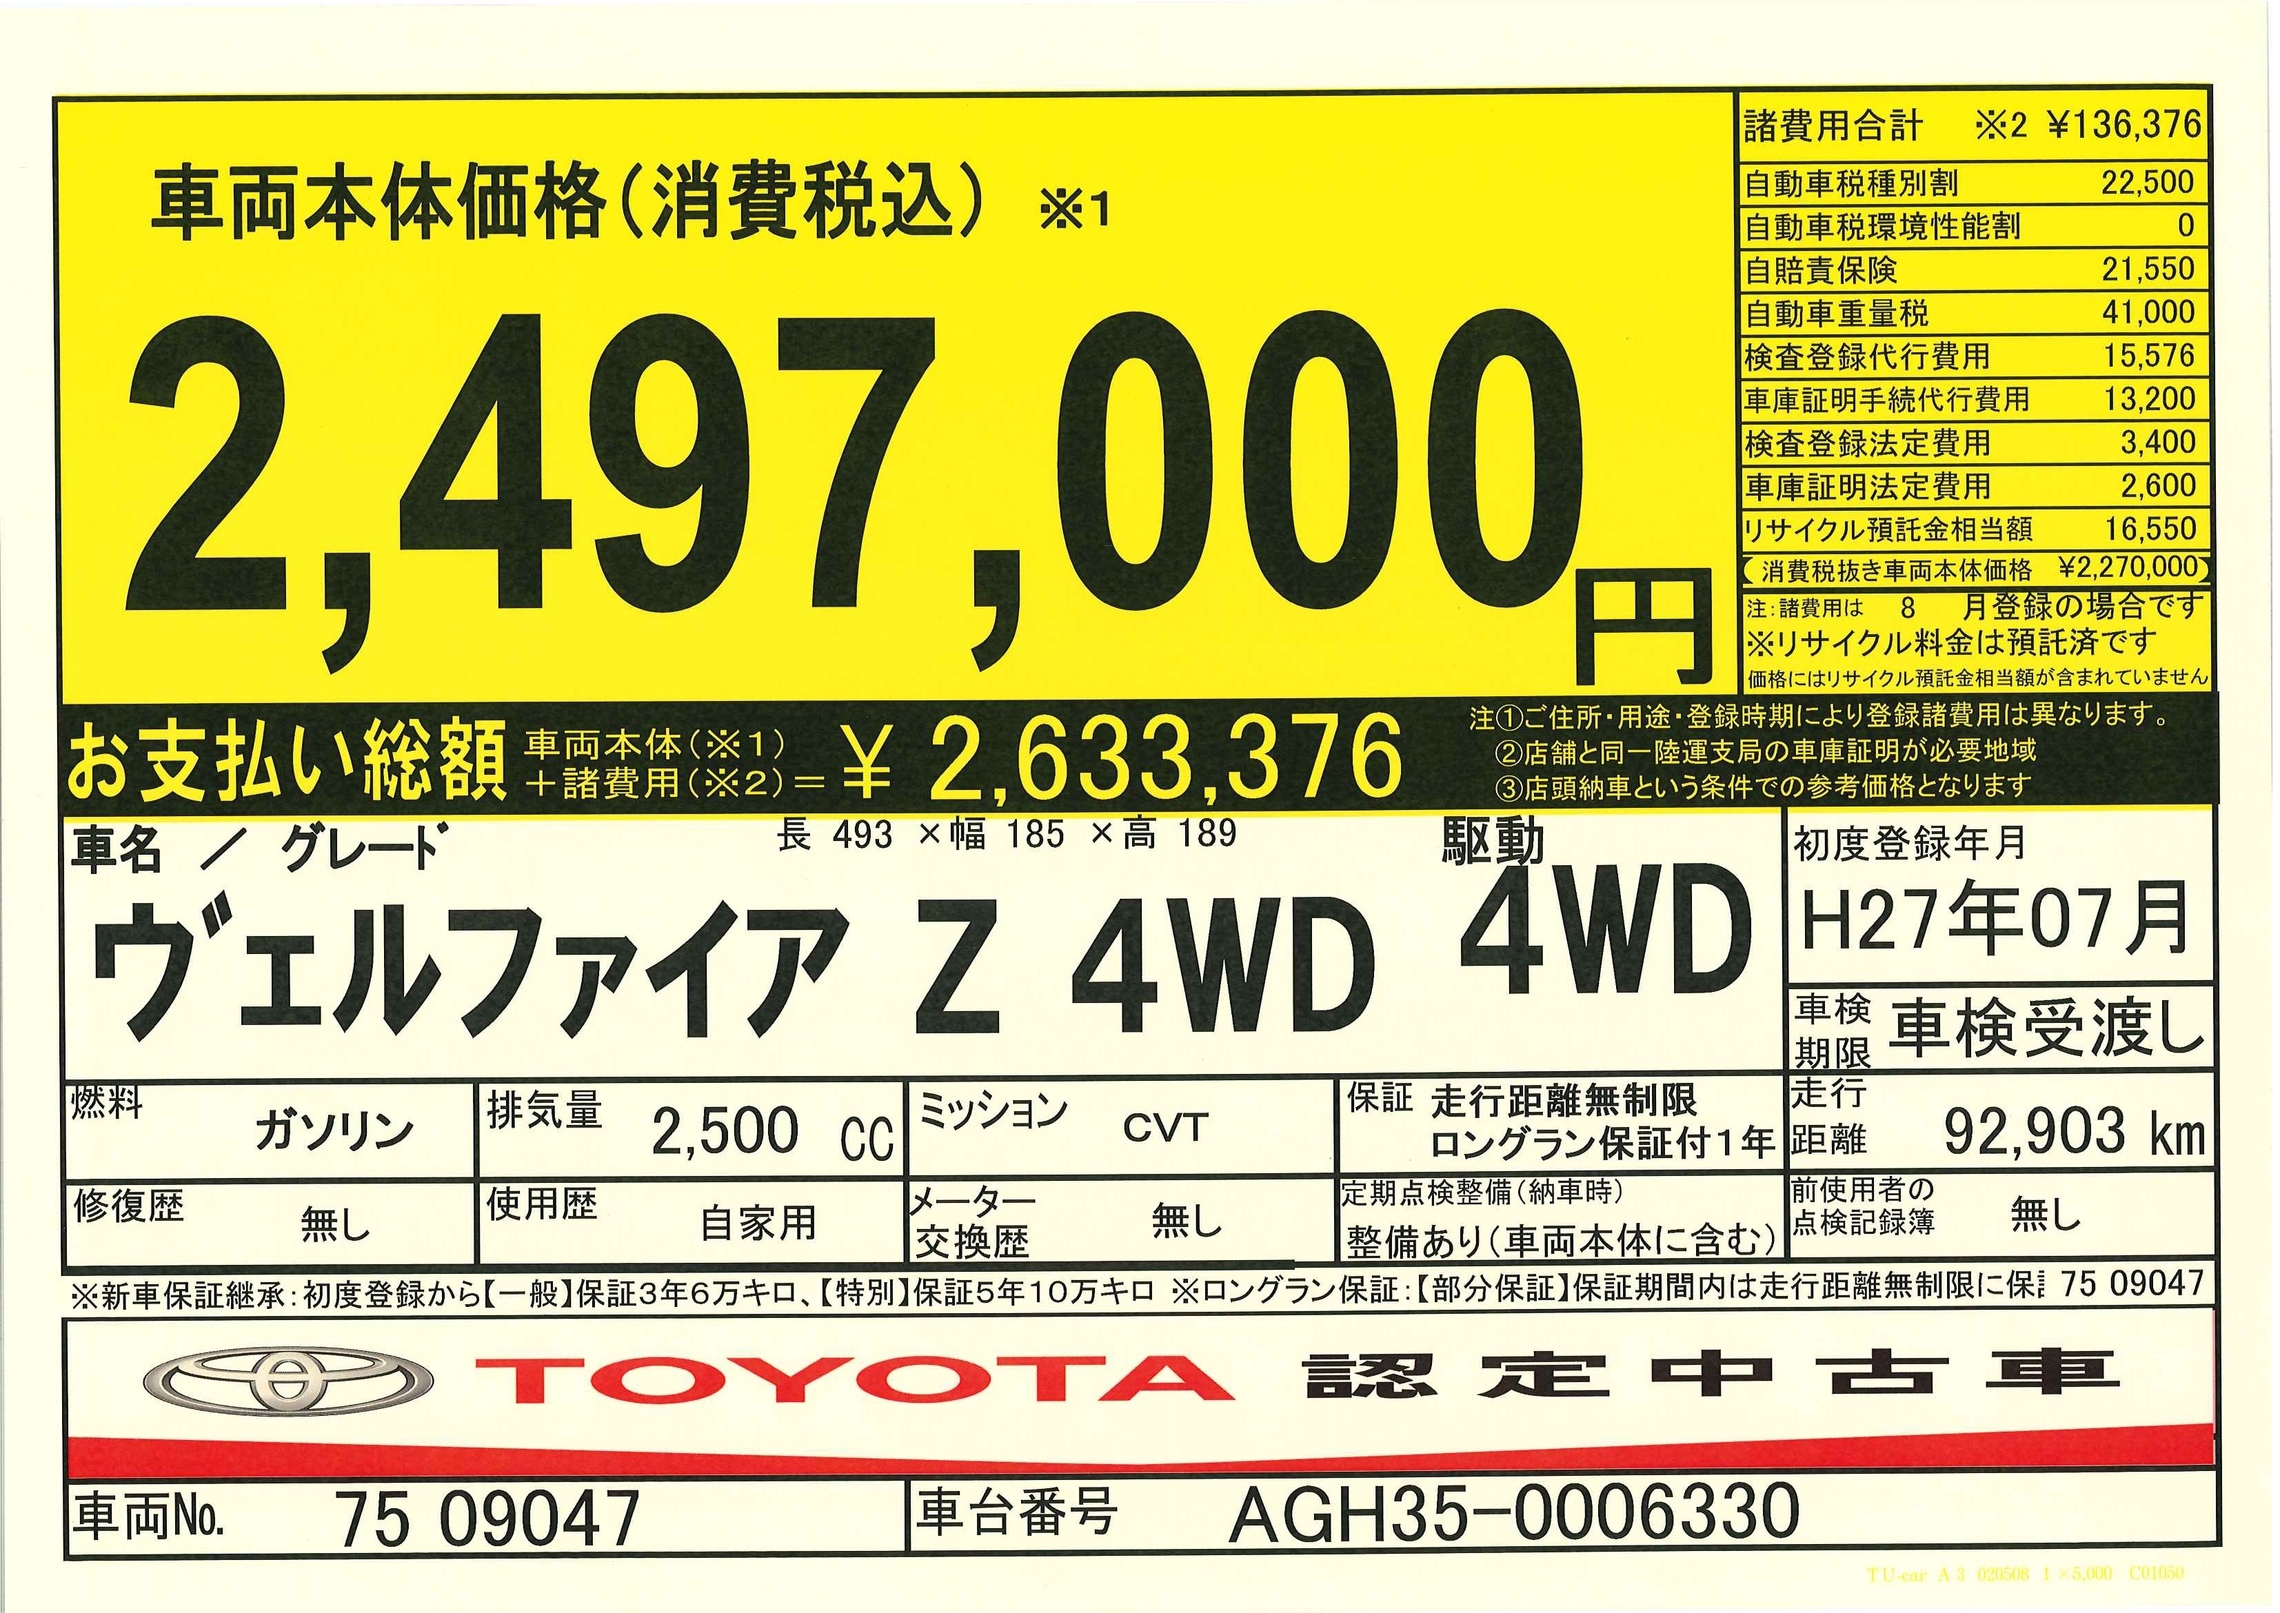 車両本体価格(消費税込) ※1
2,497,000円
諸費用合計 ※2 ¥136,376
自動車税種別割 22,500
自動車税環境性能割 0
自賠責保険 21,550
自動車重量税 41,000
検査登録代行費用 15,576
車庫証明手続代行費用 13,200
検査登録法定費用 3,400
車庫証明法定費用 2,600
リサイクル預託金相当額 16,550
(消費税抜き車両本体価格 ¥2,270,000)
注:諸費用は 8 月登録の場合です
※リサイクル料金は預託済です
価格にはリサイクル預託金相当額が含まれていません
お支払い総額 車両本体(※1)
+諸費用(※2)= ¥ 2,633,376
注①ご住所・用途・登録時期により登録諸費用は異なります。
②店舗と同一陸運支局の車庫証明が必要地域
③店頭納車という条件での参考価格となります
車名 / グレード 長 493 ×幅 185 ×高 189
ヴェルファイア Z 4WD
駆動
4WD
初度登録年月
H27年07月
車検
期限
車検受渡し
燃料 ガソリン
排気量 2,500 CC
ミッション CVT
保証 走行距離無制限
ロングラン保証付1年
走行
距離
92,903 km
修復歴 無し
使用歴 自家用
メーター
交換歴
無し
定期点検整備(納車時)
整備あり(車両本体に含む)
前使用者の
点検記録簿
無し
※新車保証継承:初度登録から【一般】保証3年6万キロ、【特別】保証5年10万キロ ※ロングラン保証:【部分保証】保証期間内は走行距離無制限に保 75 09047
TOYOTA 認定中古車
車両No. 75 09047
車台番号 AGH35-0006330
TU-car A3 020508 1×5,000 C01050